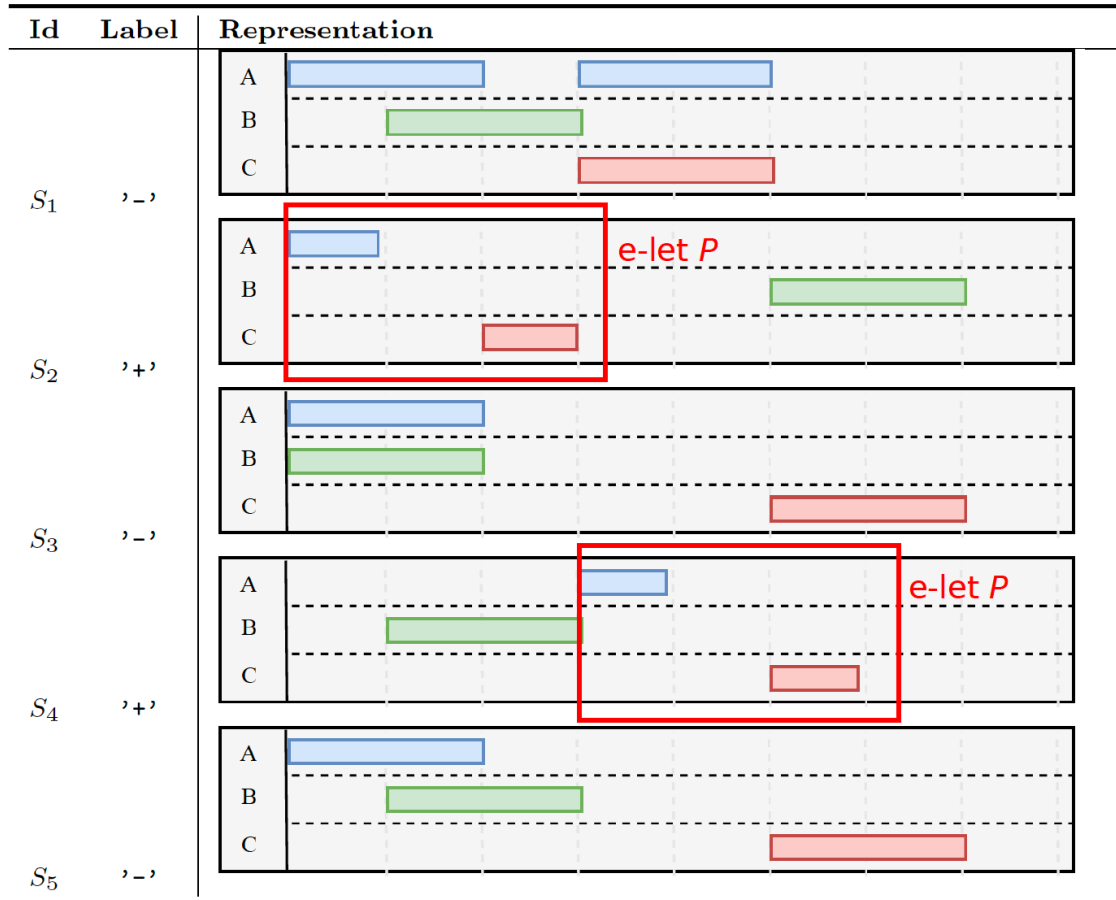 Id Label Representation
A
B
C
S1 '-'
A
B
C
e-let P
S2 '+'
A
B
C
S3 '-'
A
B
C
e-let P
S4 '+'
A
B
C
S5 '-'